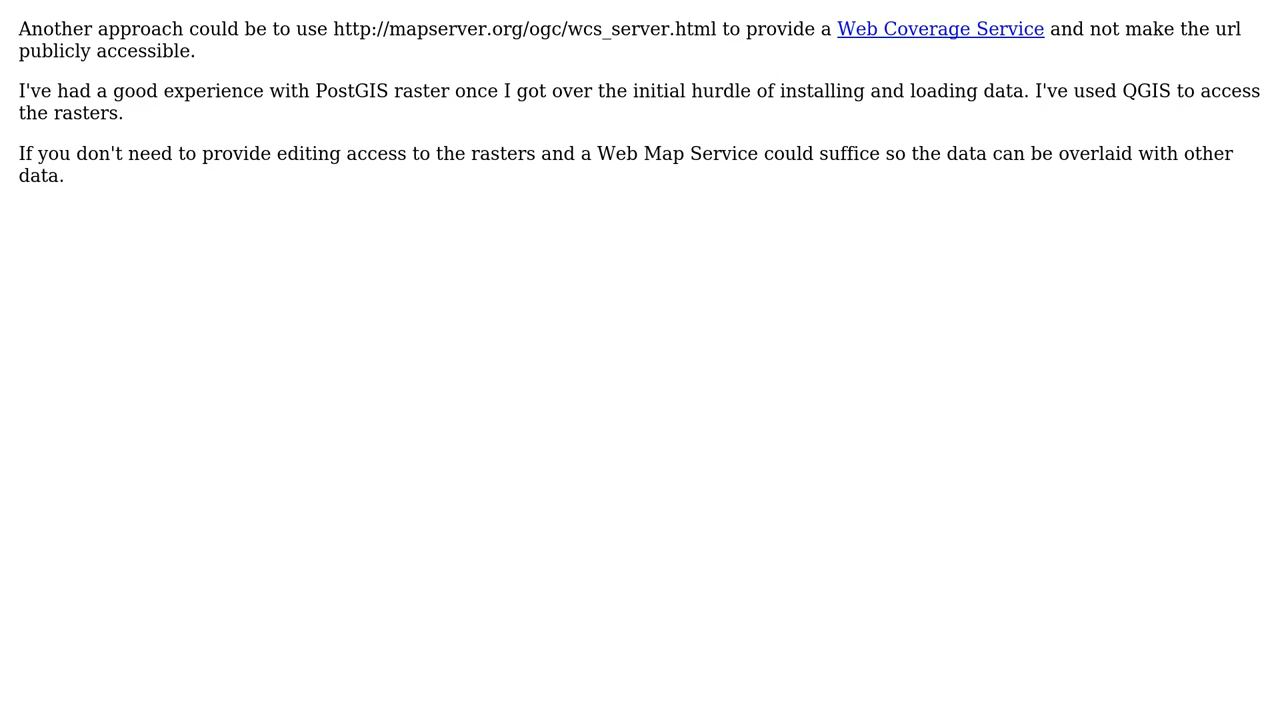 Another approach could be to use http://mapserver.org/ogc/wcs_server.html to provide a Web Coverage Service and not make the url
publicly accessible.
I've had a good experience with PostGIS raster once I got over the initial hurdle of installing and loading data. I've used QGIS to access
the rasters.
If you don't need to provide editing access to the rasters and a Web Map Service could suffice so the data can be overlaid with other
data.